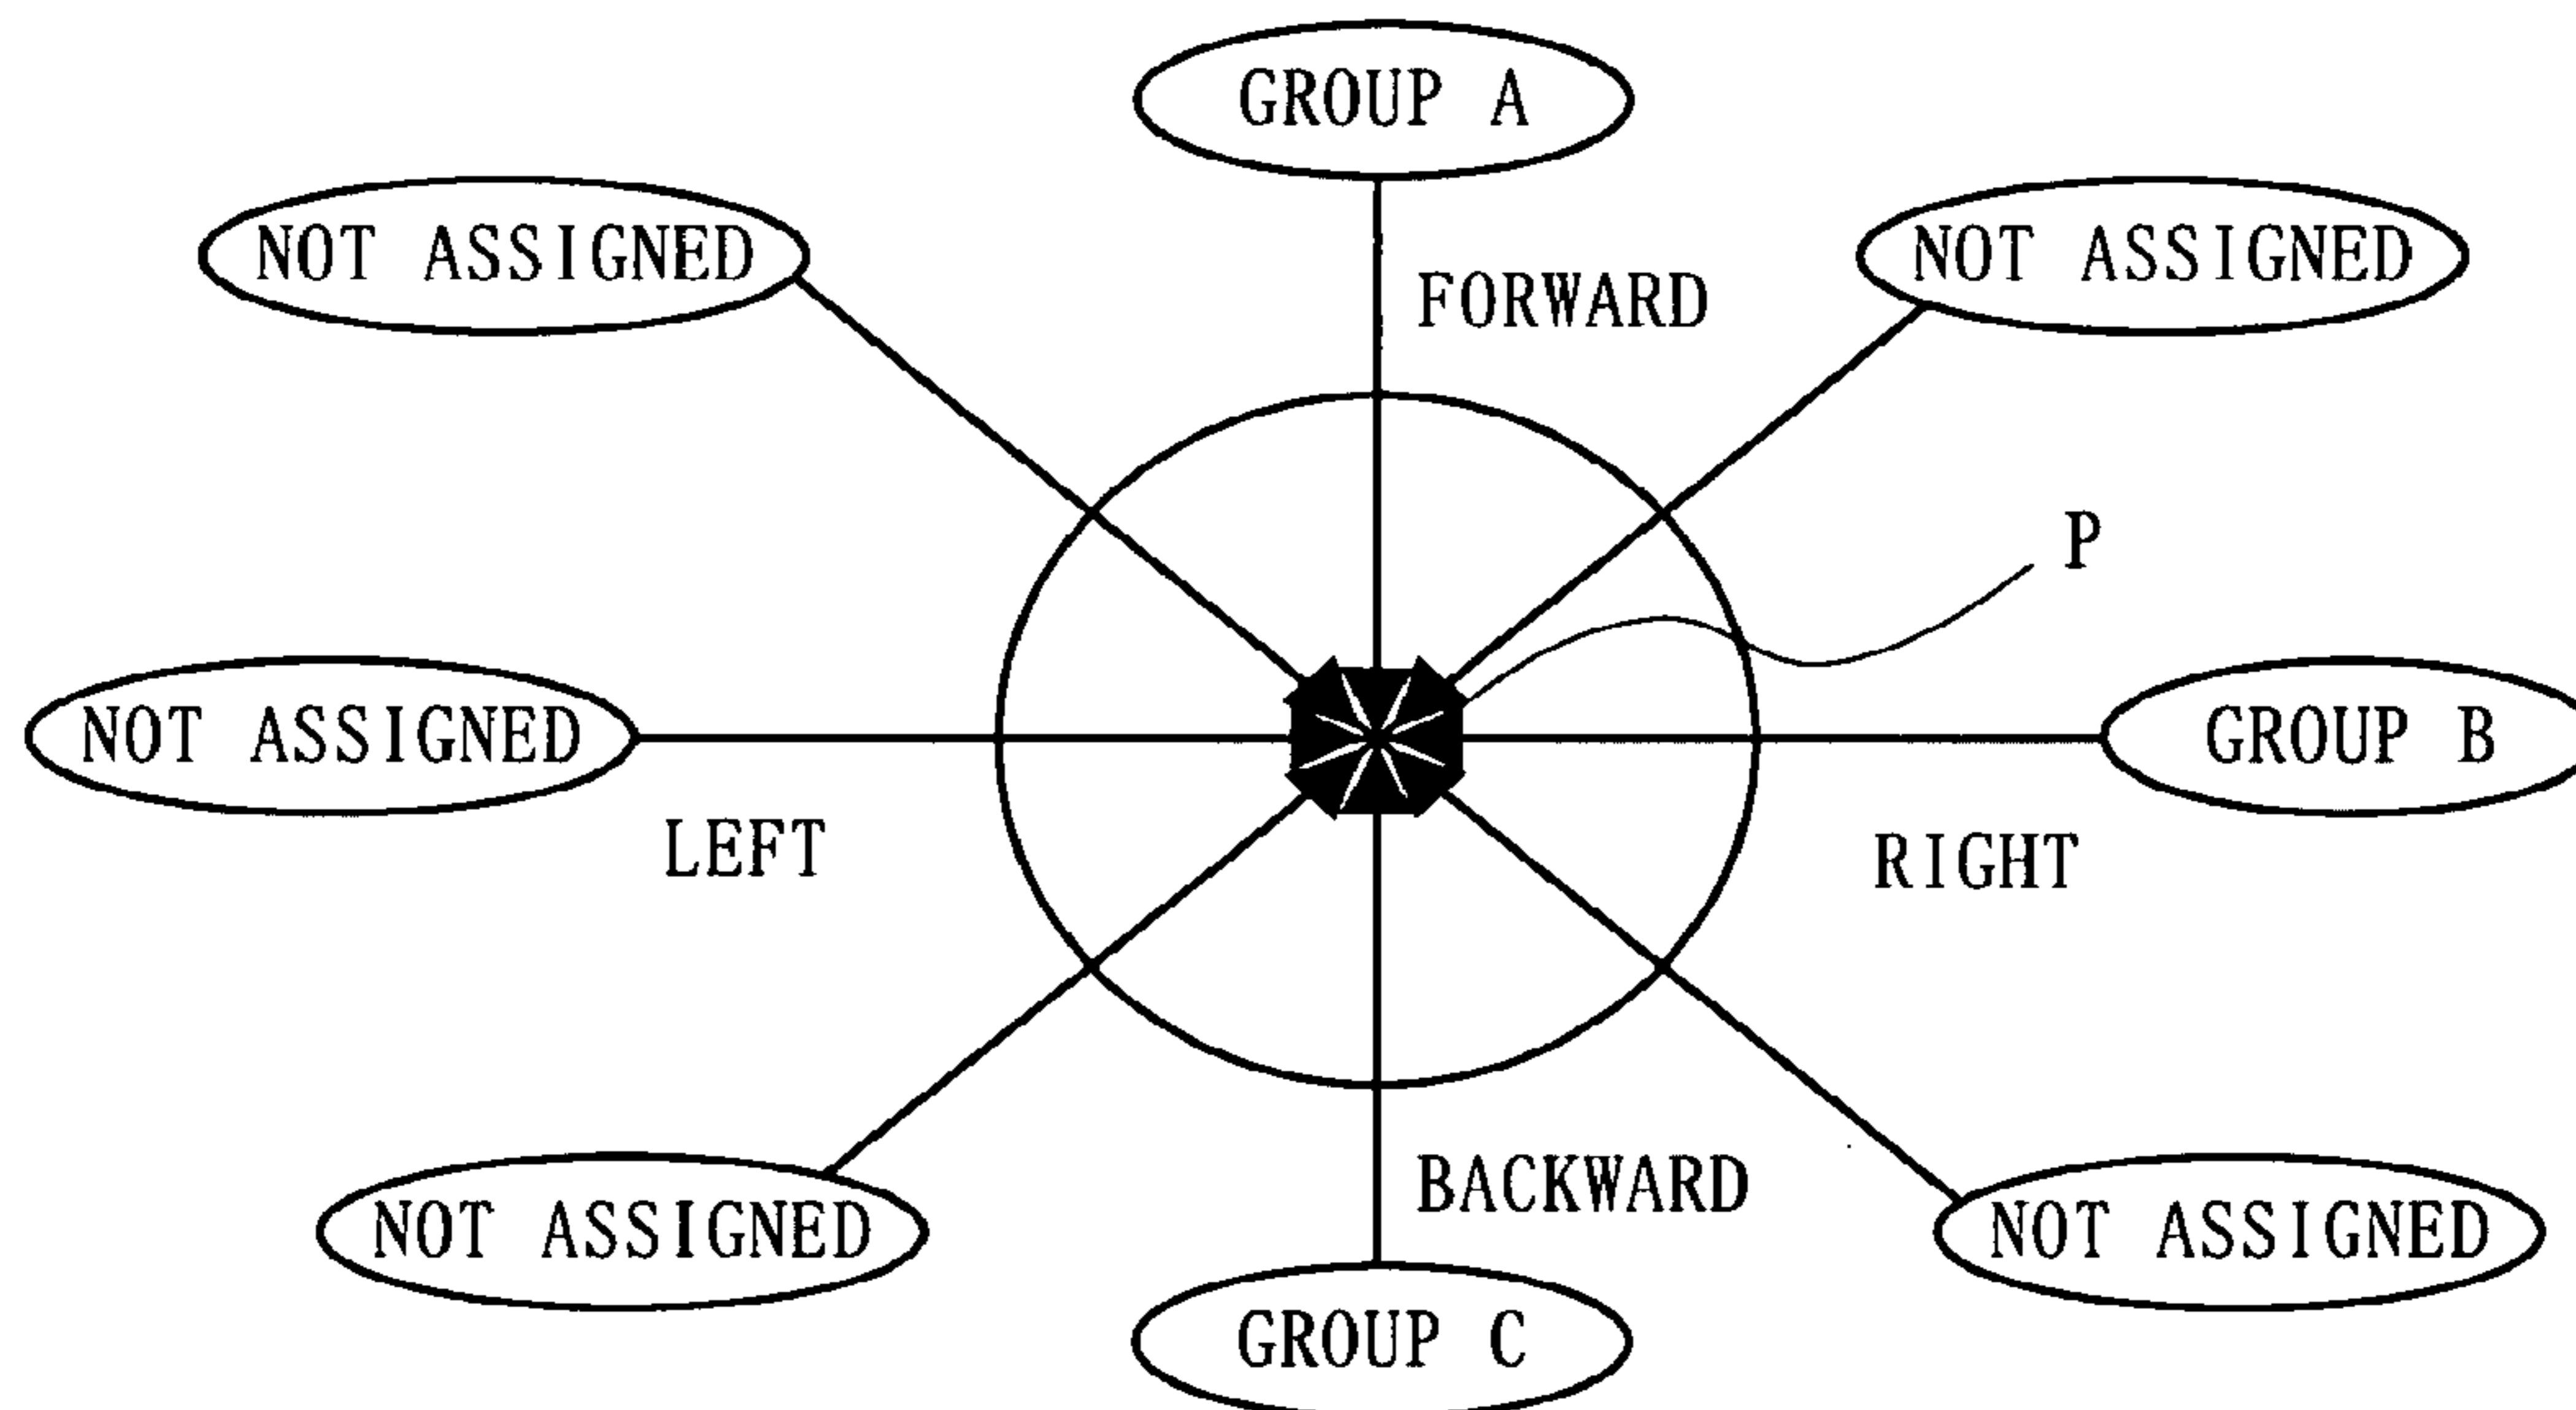 GROUP A
NOT ASSIGNED
NOT ASSIGNED
FORWARD
P
NOT ASSIGNED
GROUP B
LEFT
RIGHT
BACKWARD
NOT ASSIGNED
NOT ASSIGNED
GROUP C